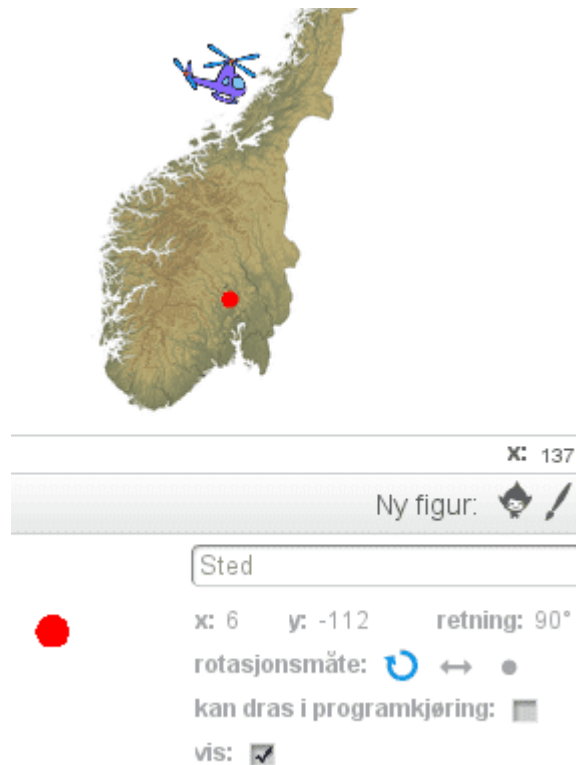 x: 137
Ny figur:
Sted
x: 6 y: -112 retning: 90°
rotasjonsmåte:
kan dras i programkjøring:
vis: